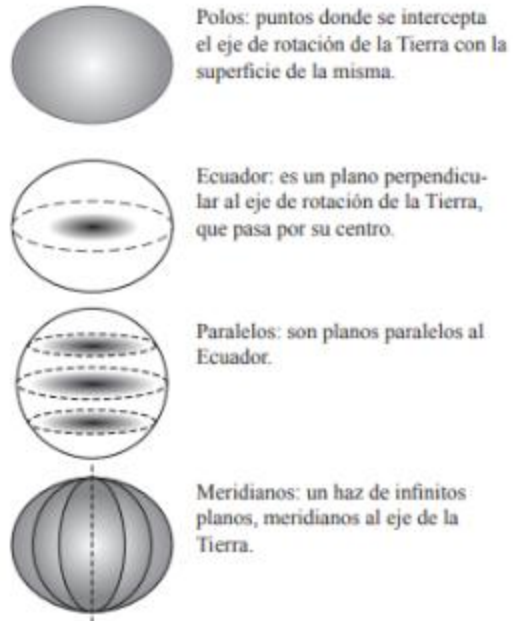 Polos: puntos donde se intercepta
el eje de rotación de la Tierra con la
superficie de la misma.
Ecuador: es un plano perpendicu-
lar al eje de rotación de la Tierra,
que pasa por su centro.
Paralelos: son planos paralelos al
Ecuador.
Meridianos: un haz de infinitos
planos, meridianos al eje de la
Tierra.